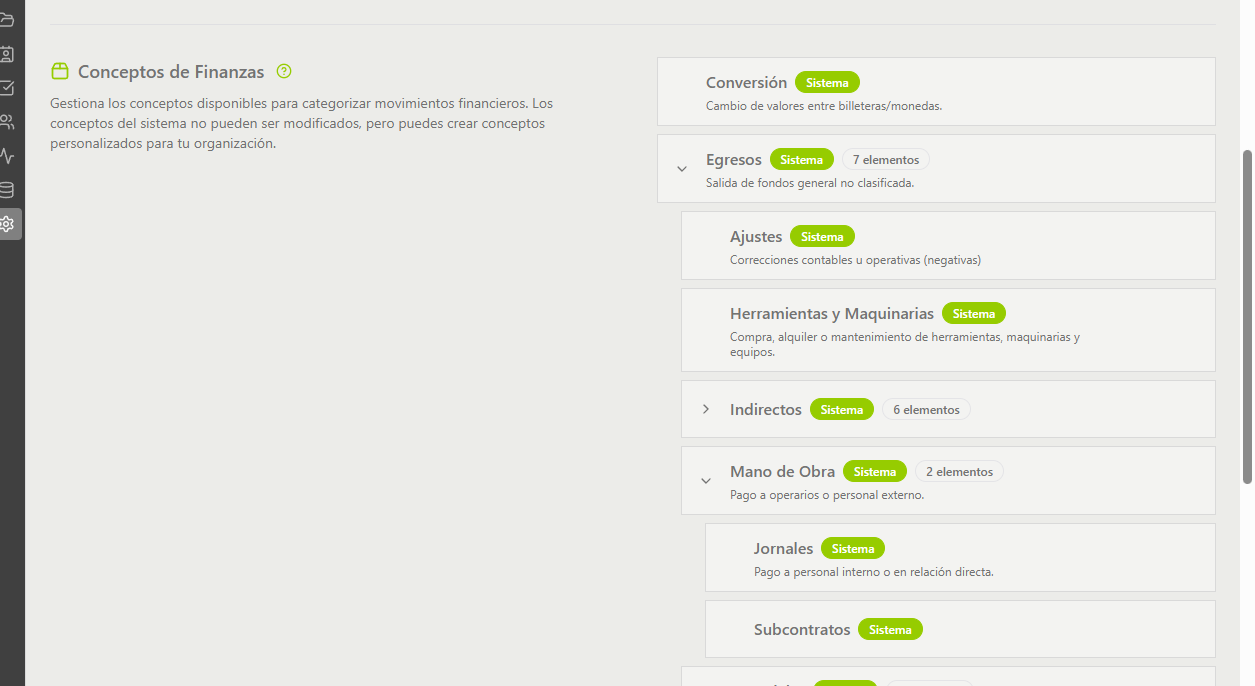 Conceptos de Finanzas
Gestiona los conceptos disponibles para categorizar movimientos financieros. Los
conceptos del sistema no pueden ser modificados, pero puedes crear conceptos
personalizados para tu organización.
Conversión Sistema
Cambio de valores entre billeteras/monedas.
Egresos Sistema 7 elementos
Salida de fondos general no clasificada.
Ajustes Sistema
Correcciones contables u operativas (negativas)
Herramientas y Maquinarias Sistema
Compra, alquiler o mantenimiento de herramientas, maquinarias y
equipos.
Indirectos Sistema 6 elementos
Mano de Obra Sistema 2 elementos
Pago a operarios o personal externo.
Jornales Sistema
Pago a personal interno o en relación directa.
Subcontratos Sistema